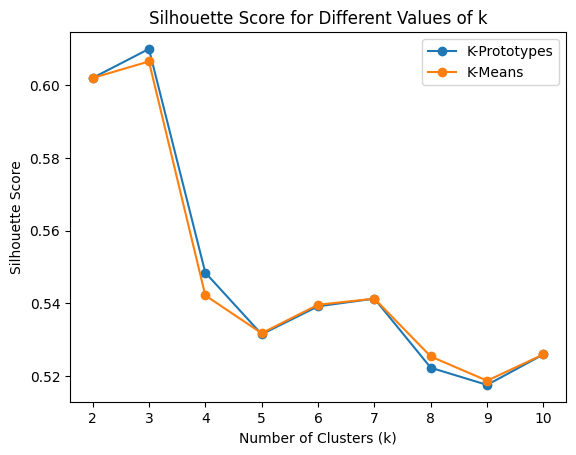 Silhouette Score for Different Values of k
K-Prototypes
K-Means
Silhouette Score
0.60
0.58
0.56
0.54
0.52
2 3 4 5 6 7 8 9 10
Number of Clusters (k)